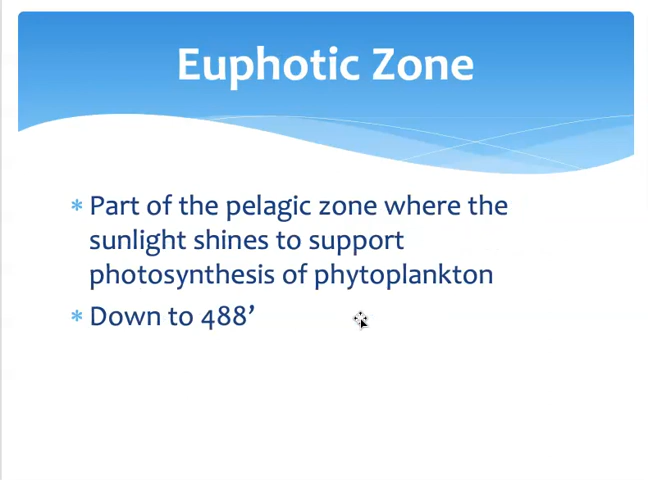 Euphotic Zone
* Part of the pelagic zone where the
sunlight shines to support
photosynthesis of phytoplankton
* Down to 488’